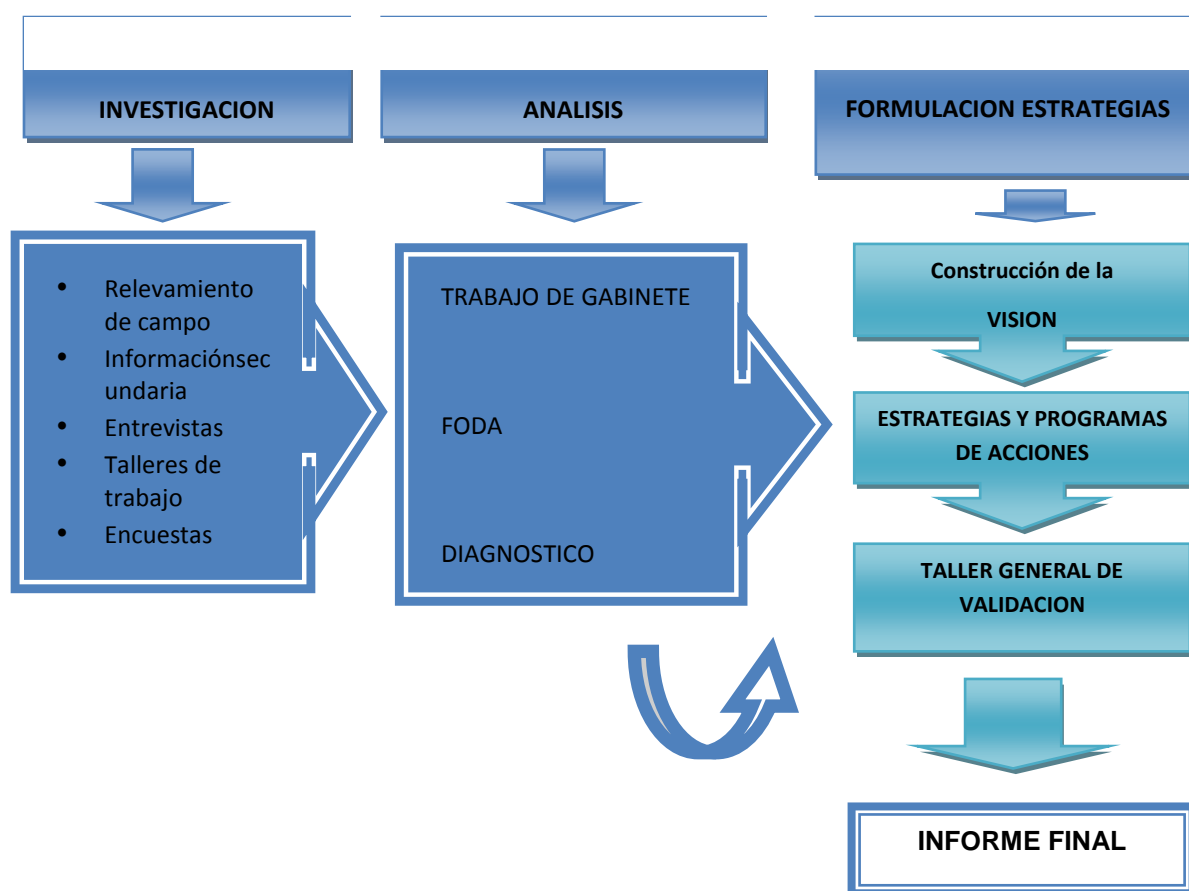 INVESTIGACION
ANALISIS
FORMULACION ESTRATEGIAS
• Relevamiento
de campo
• Informaciónsec
undaria
• Entrevistas
• Talleres de
trabajo
• Encuestas
TRABAJO DE GABINETE
FODA
DIAGNOSTICO
Construcción de la
VISION
ESTRATEGIAS Y PROGRAMAS
DE ACCIONES
TALLER GENERAL DE
VALIDACION
INFORME FINAL